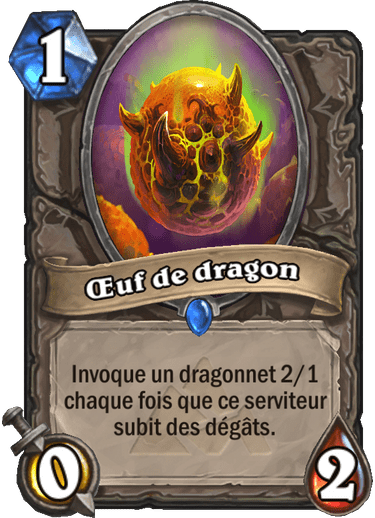 1
Œuf de dragon
Invoque un dragonnet 2/1
chaque fois que ce serviteur
subit des dégâts.
0
2